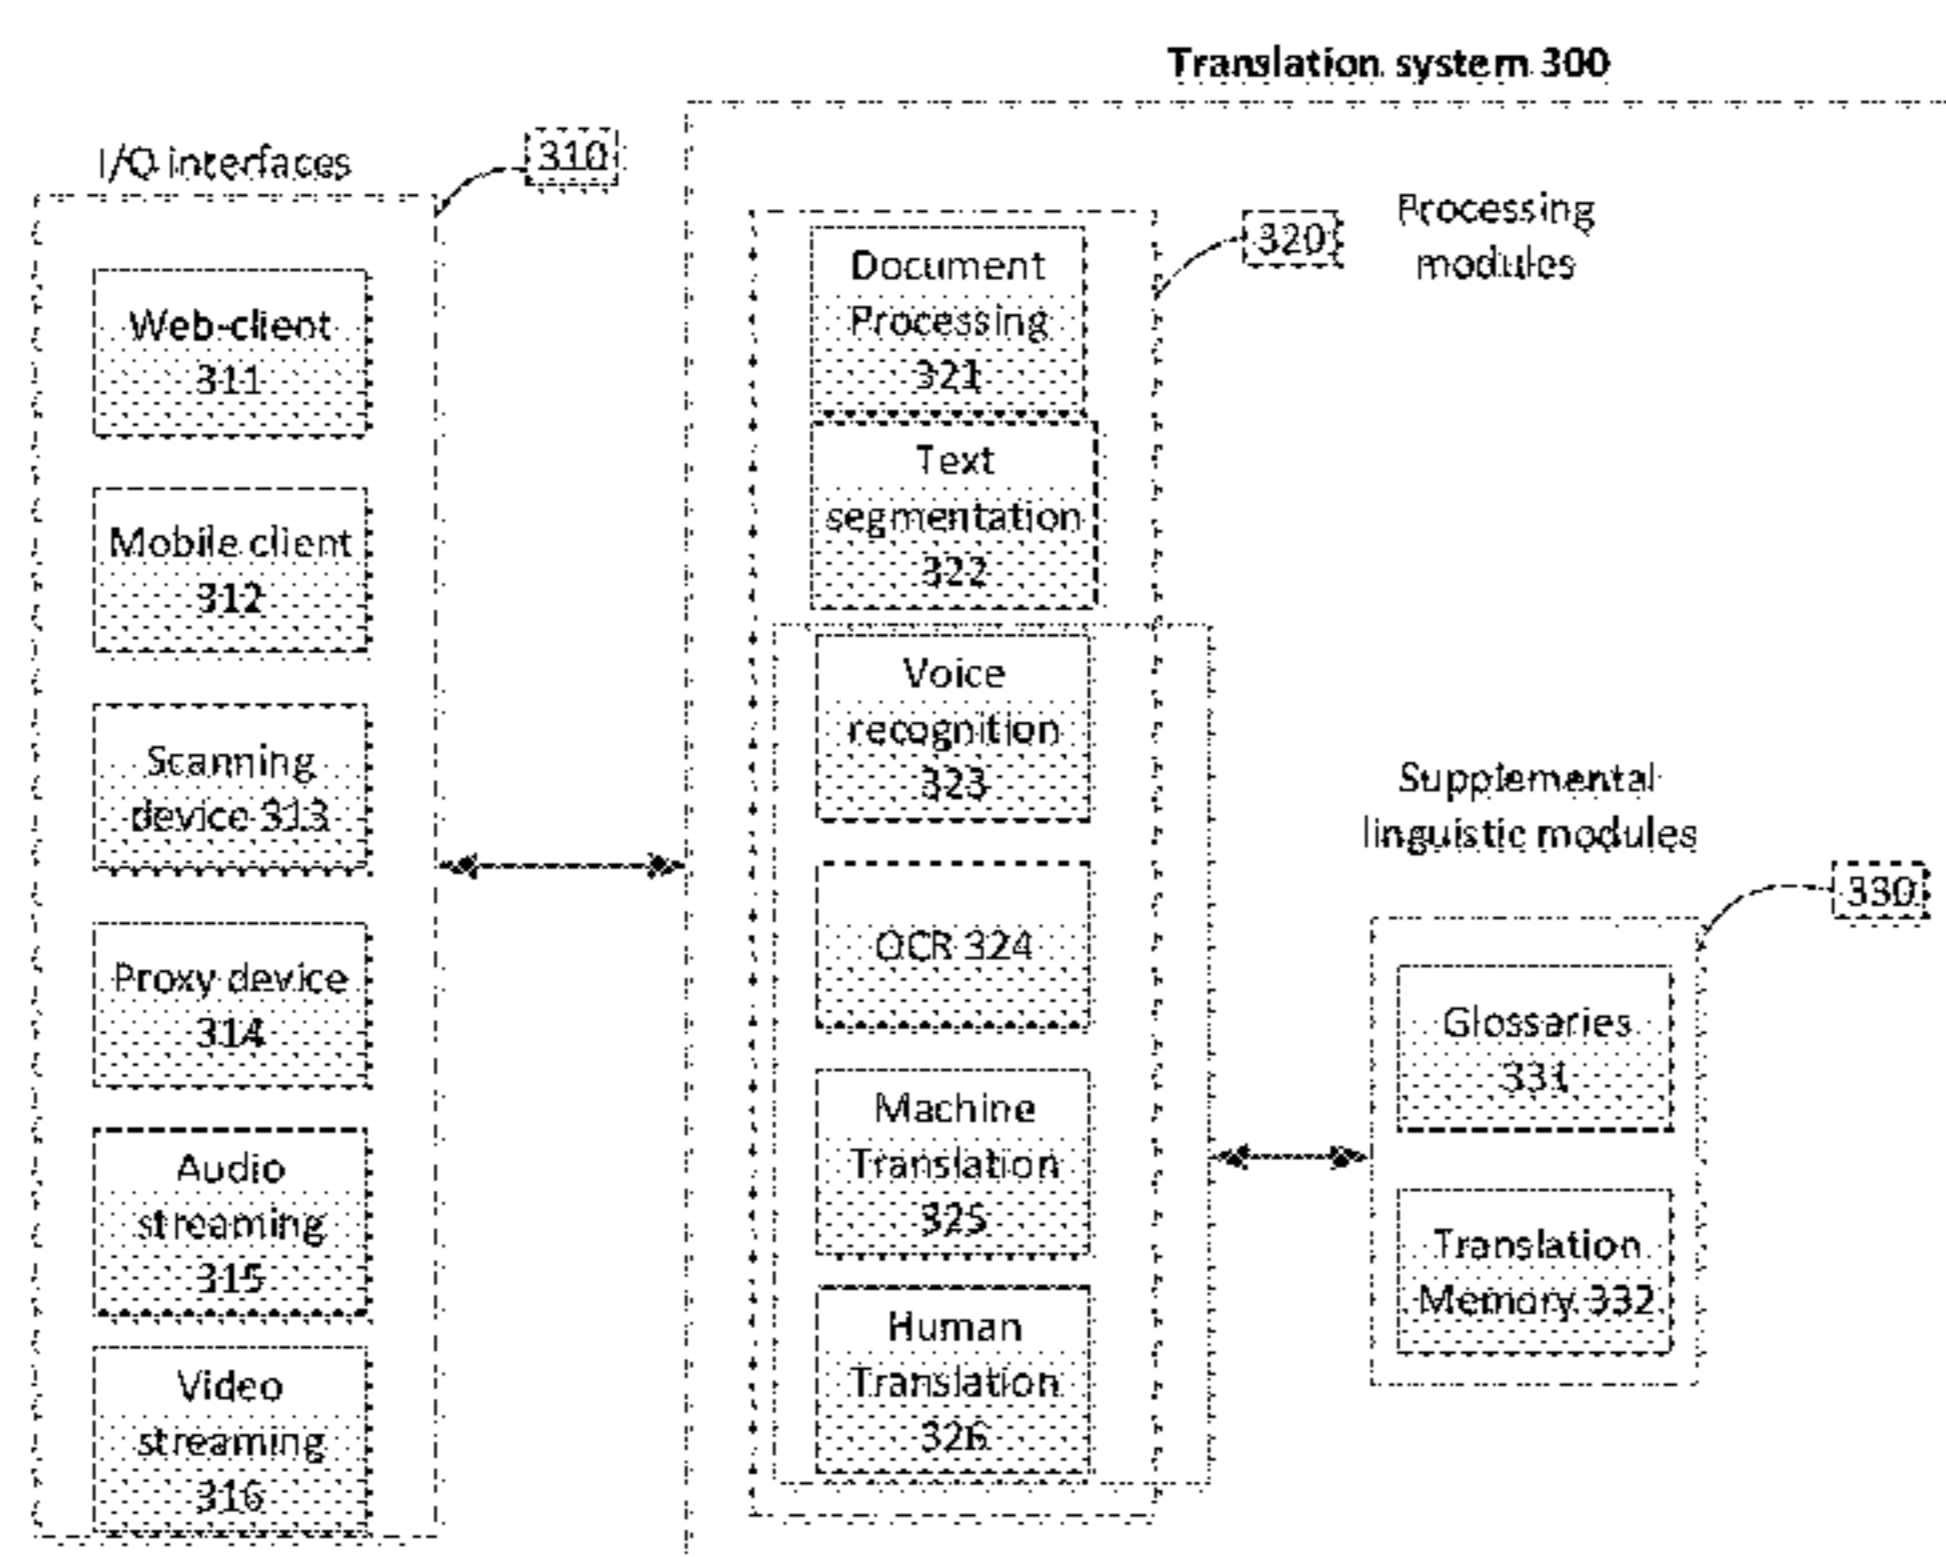 Translation system 300
I/O interfaces
310
Web-client
311
Mobile client
312
Scanning
device 313
Proxy device
314
Audio
streaming
315
Video
streaming
316
320
Processing
modules
Document
Processing
321
Text
segmentation
322
Voice
recognition
323
OCR 324
Machine
Translation
325
Human
Translation
326
Supplemental
linguistic modules
330
Glossaries
331
Translation
Memory 332